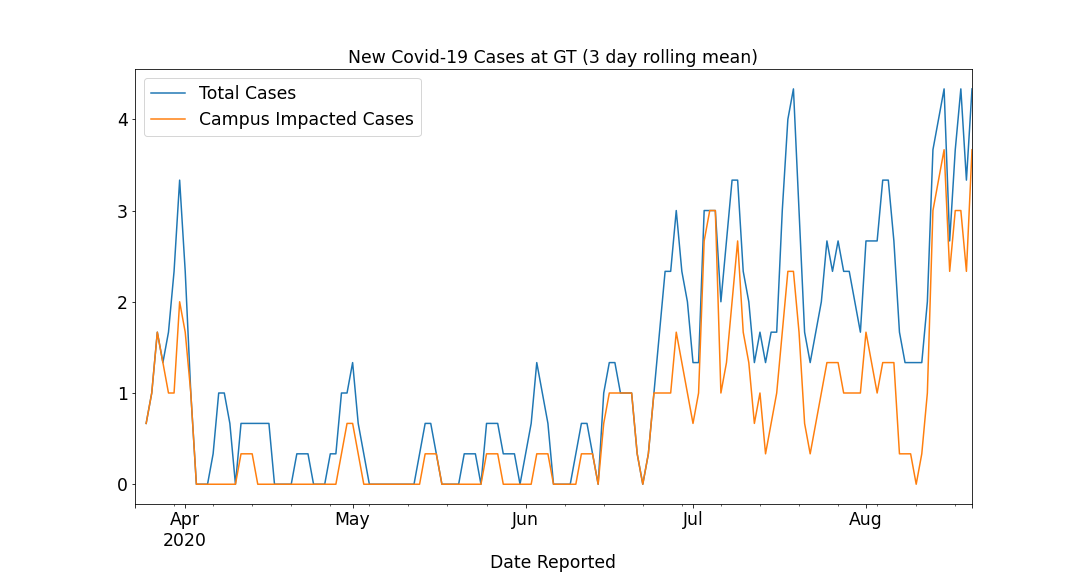 New Covid-19 Cases at GT (3 day rolling mean)
Total Cases
Campus Impacted Cases
4
3
2
1
0
Apr May Jun Jul Aug
2020
Date Reported